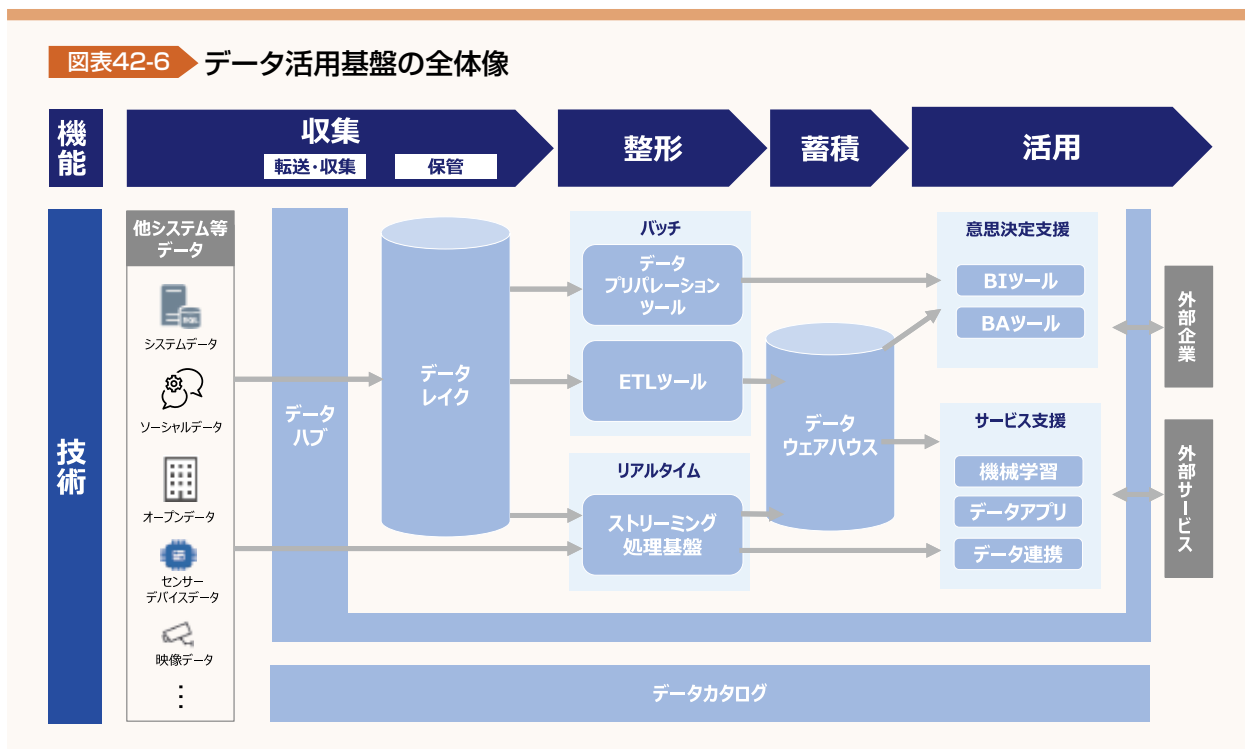 図表42-6
データ活用基盤の全体像
機能
収集
転送・収集
保管
整形
蓄積
活用
技術
他システム等
データ
システムデータ
ソーシャルデータ
オープンデータ
センサー
デバイスデータ
映像データ
⋮
データ
ハブ
データ
レイク
バッチ
データ
プリパレーション
ツール
ETLツール
リアルタイム
ストリーミング
処理基盤
データ
ウェアハウス
意思決定支援
BIツール
BAツール
サービス支援
機械学習
データアプリ
データ連携
外部企業
外部サービス
データカタログ